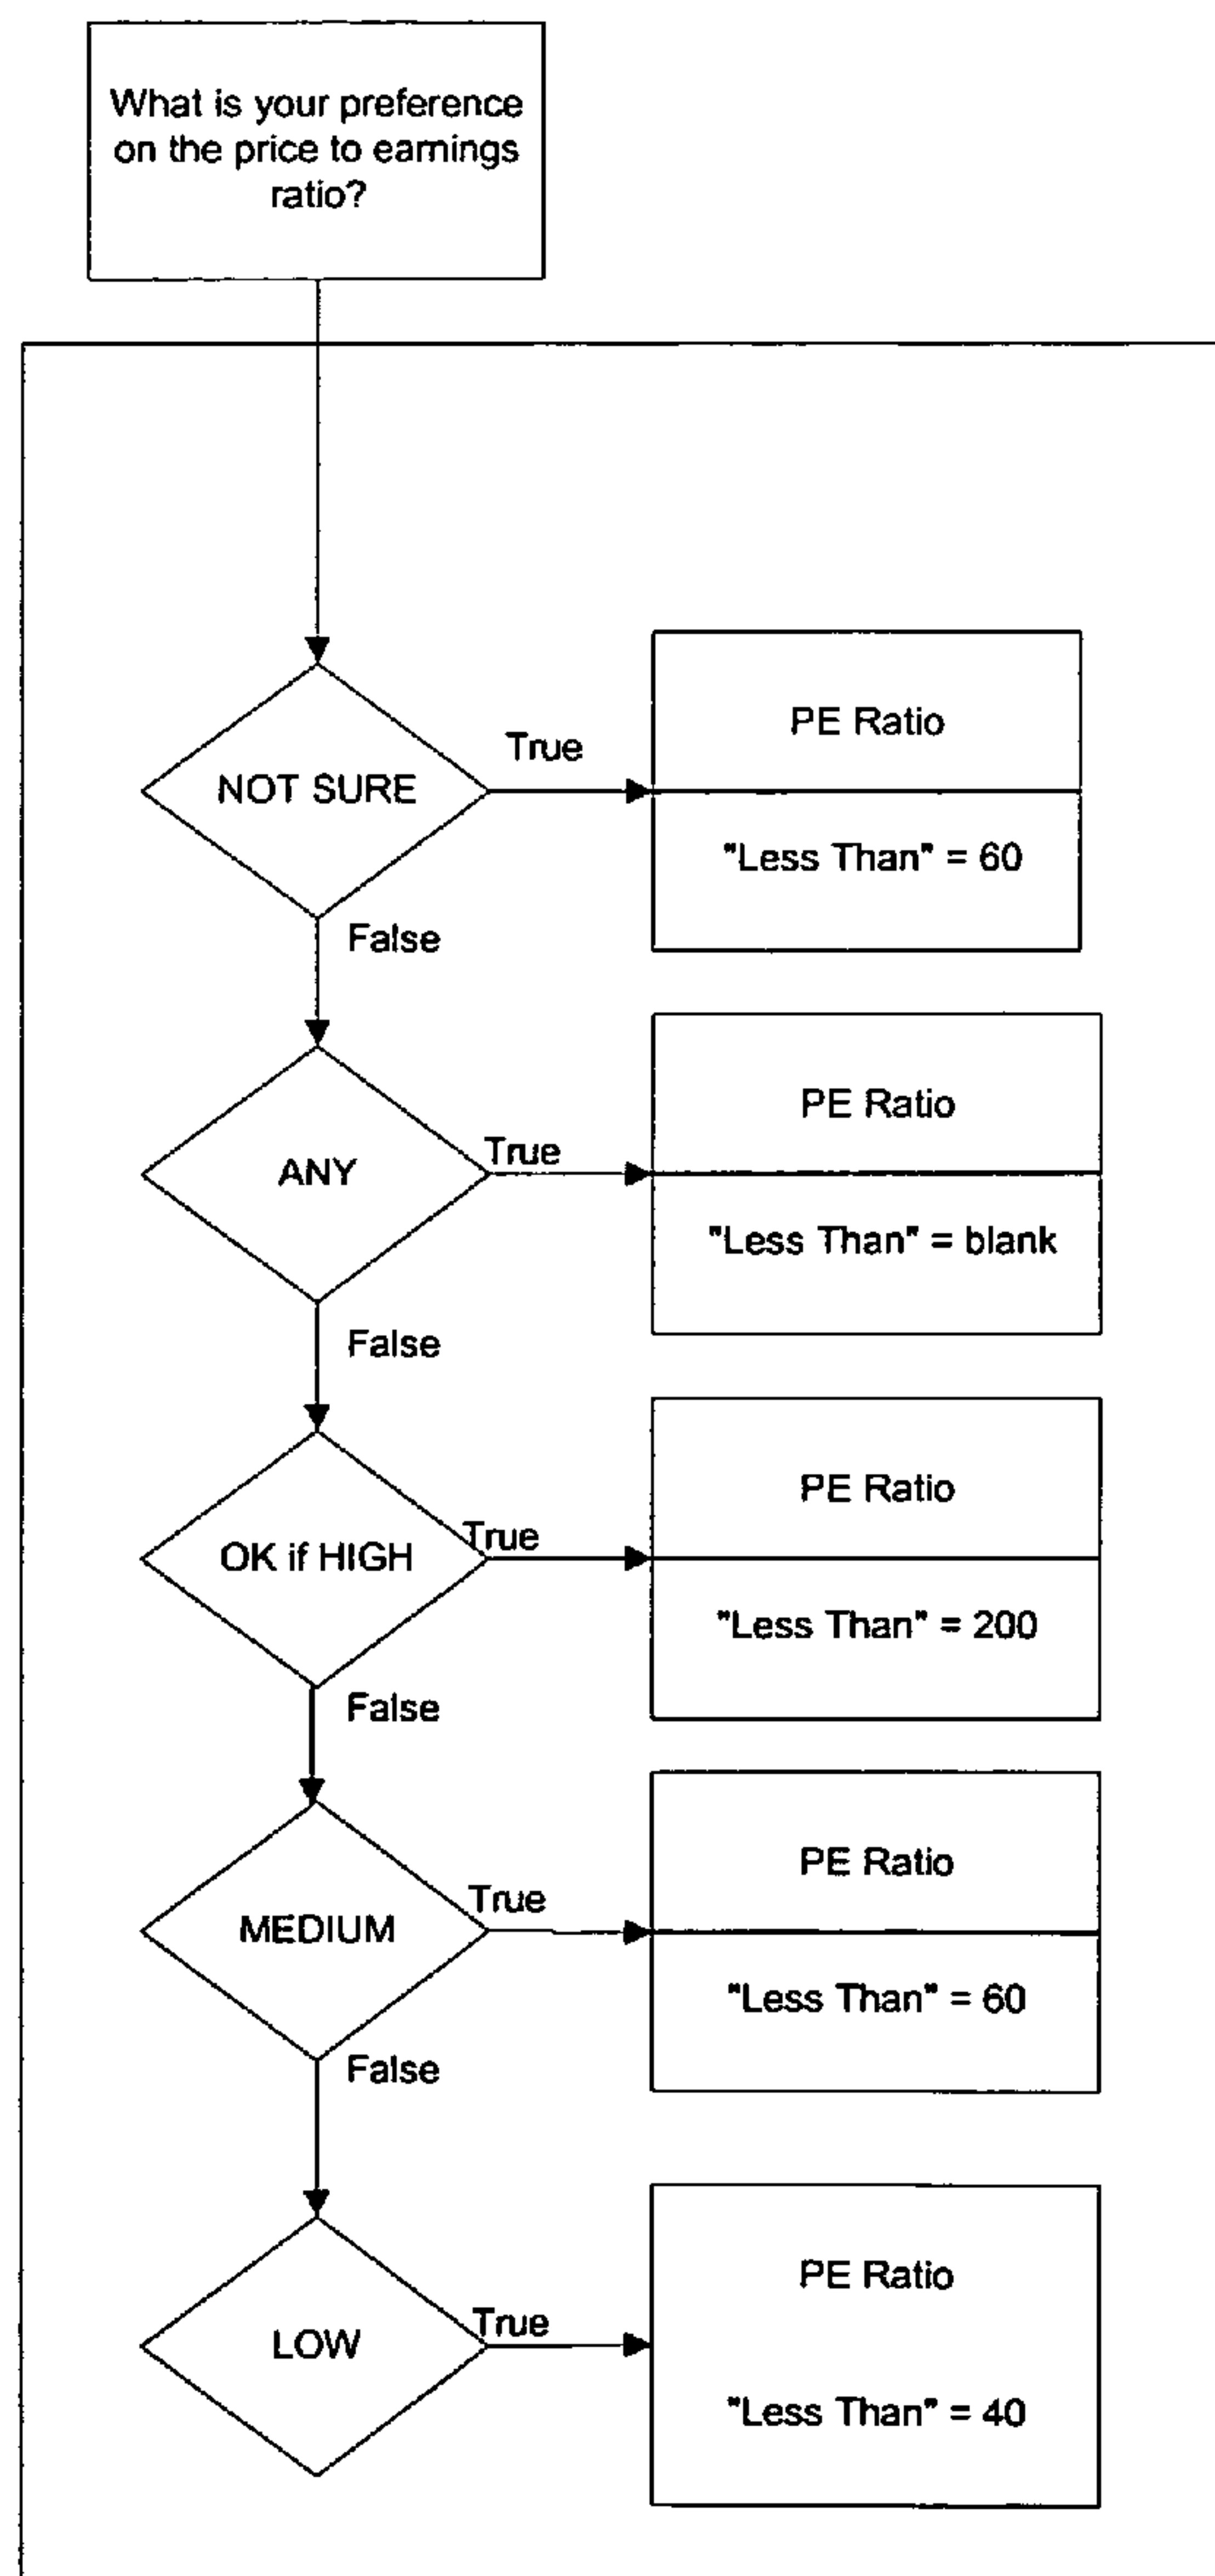 What is your preference
on the price to earnings
ratio?
NOT SURE
True
PE Ratio
"Less Than" = 60
False
ANY
True
PE Ratio
"Less Than" = blank
False
OK if HIGH
True
PE Ratio
"Less Than" = 200
False
MEDIUM
True
PE Ratio
"Less Than" = 60
False
LOW
True
PE Ratio
"Less Than" = 40